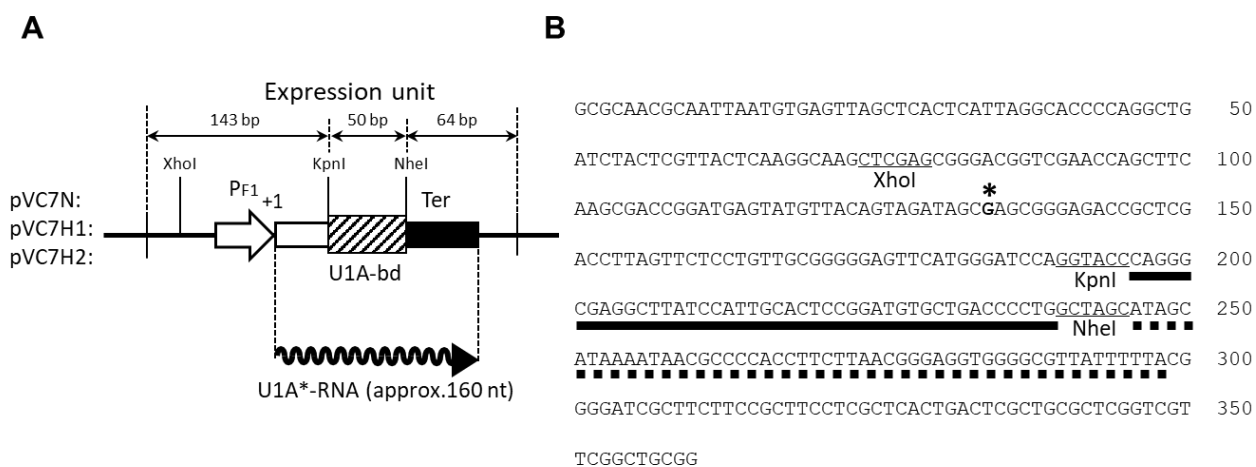 A
Expression unit
143 bp 50 bp 64 bp
XhoI KpnI NheI
PF1 +1 Ter
pVC7N:
pVC7H1:
pVC7H2:
U1A-bd
U1A*-RNA (approx.160 nt)
B
GCGCAACGCAATTAATGTGAGTTAGCTCACTCATTAGGCACCCCAGGCTG 50
ATCTACTCGTTACTCAAGGCAAGCTCGAGCGGGACGGTCGAACCAGCTTC 100
XhoI
*
AAGCGACCGGATGAGTATGTTACAGTAGATAGCGAGCGGGAGACCGCTCG 150
ACCTTAGTTCTCCTGTTGCGGGGGAGTTCATGGGATCCAGGTACCCAGGG 200
KpnI
CGAGGCTTATCCATTGCACTCCGGATGTGCTGACCCCTGGCTAGCATAGC 250
NheI
ATAAAATAACGCCCCACCTTCTTAACGGGAGGTGGGGCGTTATTTTTACG 300
GGGATCGCTTCTTCCGCTTCCTCGCTCACTGACTCGCTGCGCTCGGTCGT 350
TCGGCTGCGG